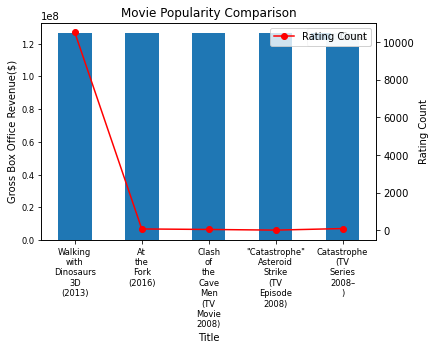 Movie Popularity Comparison
1e8
Rating Count
Gross Box Office Revenue($)
1.2
1.0
0.8
0.6
0.4
0.2
0.0
10000
8000
6000
4000
2000
0
Rating Count
Walking
with
Dinosaurs
3D
(2013)
At
the
Fork
(2016)
Clash
of
the
Cave
Men
(TV
Movie
2008)
"Catastrophe"
Asteroid
Strike
(TV
Episode
2008)
Catastrophe
(TV
Series
2008–
)
Title